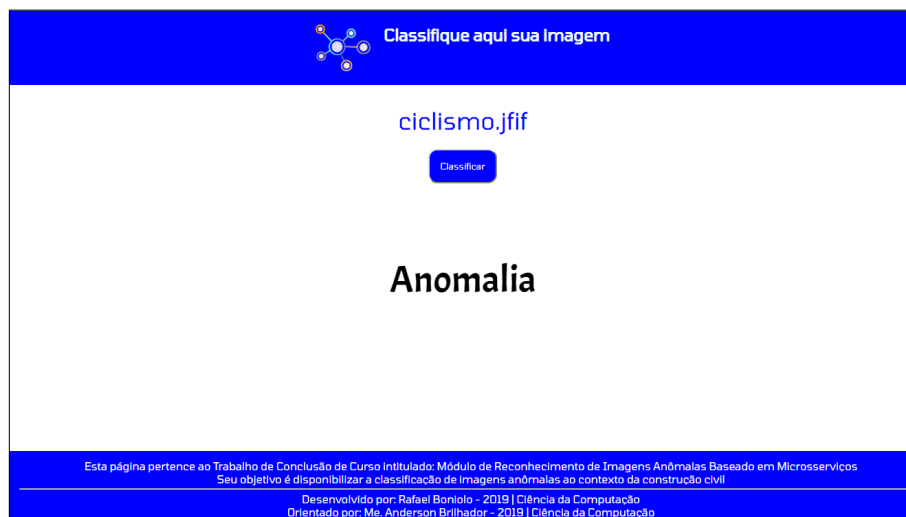 Classifique aqui sua Imagem
ciclismo.jfif
Classificar
Anomalia
Esta página pertence ao Trabalho de Conclusão de Curso intitulado: Módulo de Reconhecimento de Imagens Anômalas Baseado em Microsserviços
Seu objetivo é disponibilizar a classificação de imagens anômalas ao contexto da construção civil
Desenvolvido por: Rafael Boniolo - 2019 | Ciência da Computação
Orientado por: Me. Anderson Brilhador - 2019 | Ciência da Computação